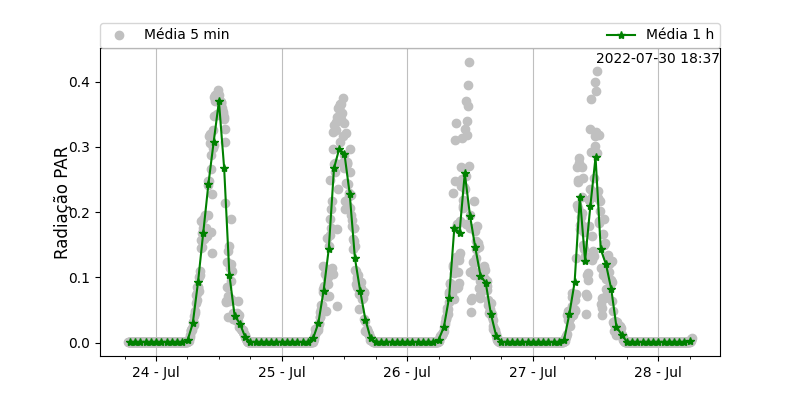 Média 5 min
Média 1 h
2022-07-30 18:37
Radiação PAR
0.4
0.3
0.2
0.1
0.0
24 - Jul
25 - Jul
26 - Jul
27 - Jul
28 - Jul